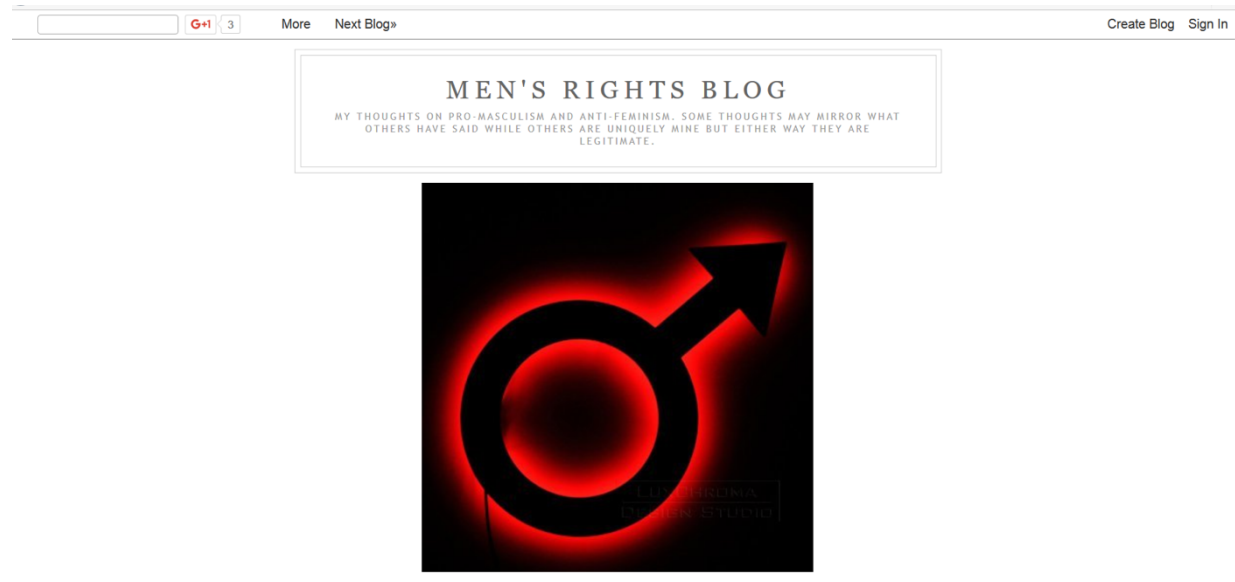 G+1 3 More Next Blog» Create Blog Sign In
MEN'S RIGHTS BLOG
MY THOUGHTS ON PRO-MASCULISM AND ANTI-FEMINISM. SOME THOUGHTS MAY MIRROR WHAT
OTHERS HAVE SAID WHILE OTHERS ARE UNIQUELY MINE BUT EITHER WAY THEY ARE
LEGITIMATE.
LUXCHROMA
DESIGN STUDIO